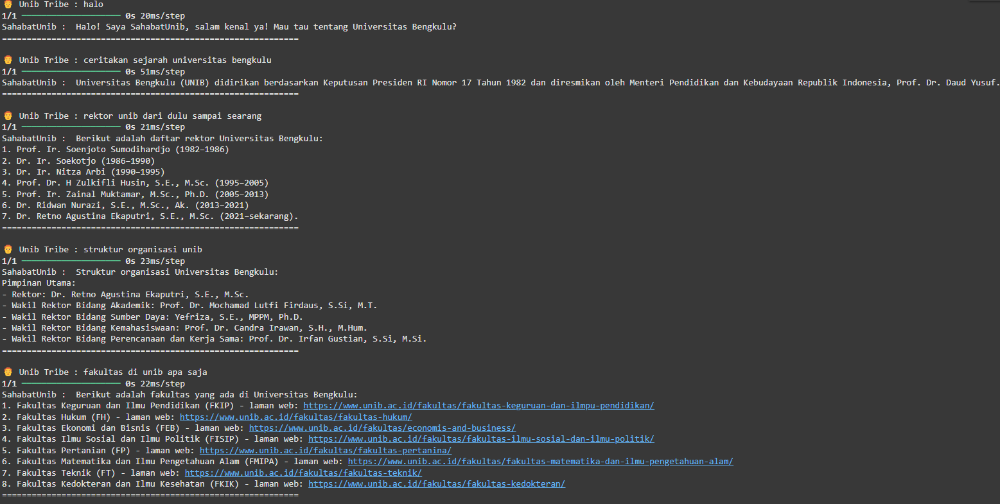 👨 Unib Tribe : halo
1/1 ━━━━━━━━━━━━━━━━━━━━ 0s 20ms/step
SahabatUnib :  Halo! Saya SahabatUnib, salam kenal ya! Mau tau tentang Universitas Bengkulu?
============================================================
👨 Unib Tribe : ceritakan sejarah universitas bengkulu
1/1 ━━━━━━━━━━━━━━━━━━━━ 0s 51ms/step
SahabatUnib :  Universitas Bengkulu (UNIB) didirikan berdasarkan Keputusan Presiden RI Nomor 17 Tahun 1982 dan diresmikan oleh Menteri Pendidikan dan Kebudayaan Republik Indonesia, Prof. Dr. Daud Yusuf.
============================================================
👨 Unib Tribe : rektor unib dari dulu sampai searang
1/1 ━━━━━━━━━━━━━━━━━━━━ 0s 21ms/step
SahabatUnib :  Berikut adalah daftar rektor Universitas Bengkulu:
1. Prof. Ir. Soenjoto Sumodihardjo (1982–1986)
2. Dr. Ir. Soekotjo (1986–1990)
3. Dr. Ir. Nitza Arbi (1990–1995)
4. Prof. Dr. H Zulkifli Husin, S.E., M.Sc. (1995–2005)
5. Prof. Ir. Zainal Muktamar, M.Sc., Ph.D. (2005–2013)
6. Dr. Ridwan Nurazi, S.E., M.Sc., Ak. (2013–2021)
7. Dr. Retno Agustina Ekaputri, S.E., M.Sc. (2021–sekarang).
============================================================
👨 Unib Tribe : struktur organisasi unib
1/1 ━━━━━━━━━━━━━━━━━━━━ 0s 23ms/step
SahabatUnib :  Struktur organisasi Universitas Bengkulu:
Pimpinan Utama:
- Rektor: Dr. Retno Agustina Ekaputri, S.E., M.Sc.
- Wakil Rektor Bidang Akademik: Prof. Dr. Mochamad Lutfi Firdaus, S.Si, M.T.
- Wakil Rektor Bidang Sumber Daya: Yefriza, S.E., MPPM, Ph.D.
- Wakil Rektor Bidang Kemahasiswaan: Prof. Dr. Candra Irawan, S.H., M.Hum.
- Wakil Rektor Bidang Perencanaan dan Kerja Sama: Prof. Dr. Irfan Gustian, S.Si, M.Si.
============================================================
👨 Unib Tribe : fakultas di unib apa saja
1/1 ━━━━━━━━━━━━━━━━━━━━ 0s 22ms/step
SahabatUnib :  Berikut adalah fakultas yang ada di Universitas Bengkulu:
1. Fakultas Keguruan dan Ilmu Pendidikan (FKIP) - laman web: https://www.unib.ac.id/fakultas/fakultas-keguruan-dan-ilmpu-pendidikan/
2. Fakultas Hukum (FH) - laman web: https://www.unib.ac.id/fakultas/fakultas-hukum/
3. Fakultas Ekonomi dan Bisnis (FEB) - laman web: https://www.unib.ac.id/fakultas/economis-and-business/
4. Fakultas Ilmu Sosial dan Ilmu Politik (FISIP) - laman web: https://www.unib.ac.id/fakultas/fakultas-ilmu-sosial-dan-ilmu-politik/
5. Fakultas Pertanian (FP) - laman web: https://www.unib.ac.id/fakultas/fakultas-pertanina/
6. Fakultas Matematika dan Ilmu Pengetahuan Alam (FMIPA) - laman web: https://www.unib.ac.id/fakultas/fakultas-matematika-dan-ilmu-pengetahuan-alam/
7. Fakultas Teknik (FT) - laman web: https://www.unib.ac.id/fakultas/fakultas-teknik/
8. Fakultas Kedokteran dan Ilmu Kesehatan (FKIK) - laman web: https://www.unib.ac.id/fakultas/fakultas-kedokteran/
============================================================